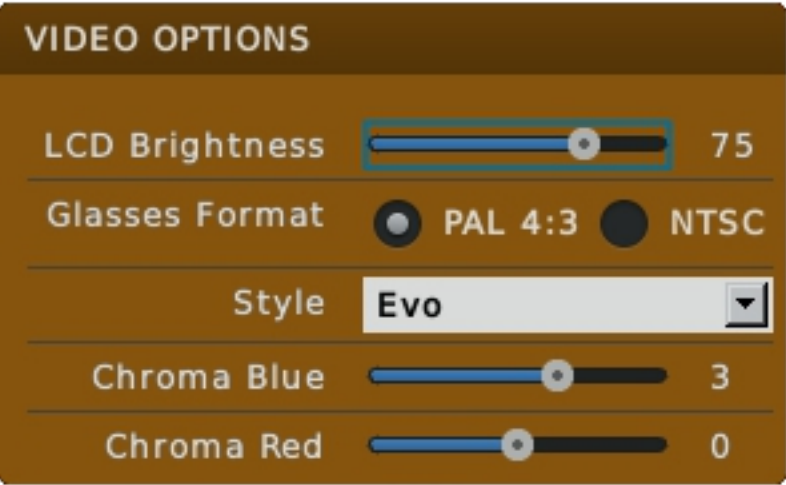 VIDEO OPTIONS
LCD Brightness 75
Glasses Format PAL 4:3 NTSC
Style Evo
Chroma Blue 3
Chroma Red 0